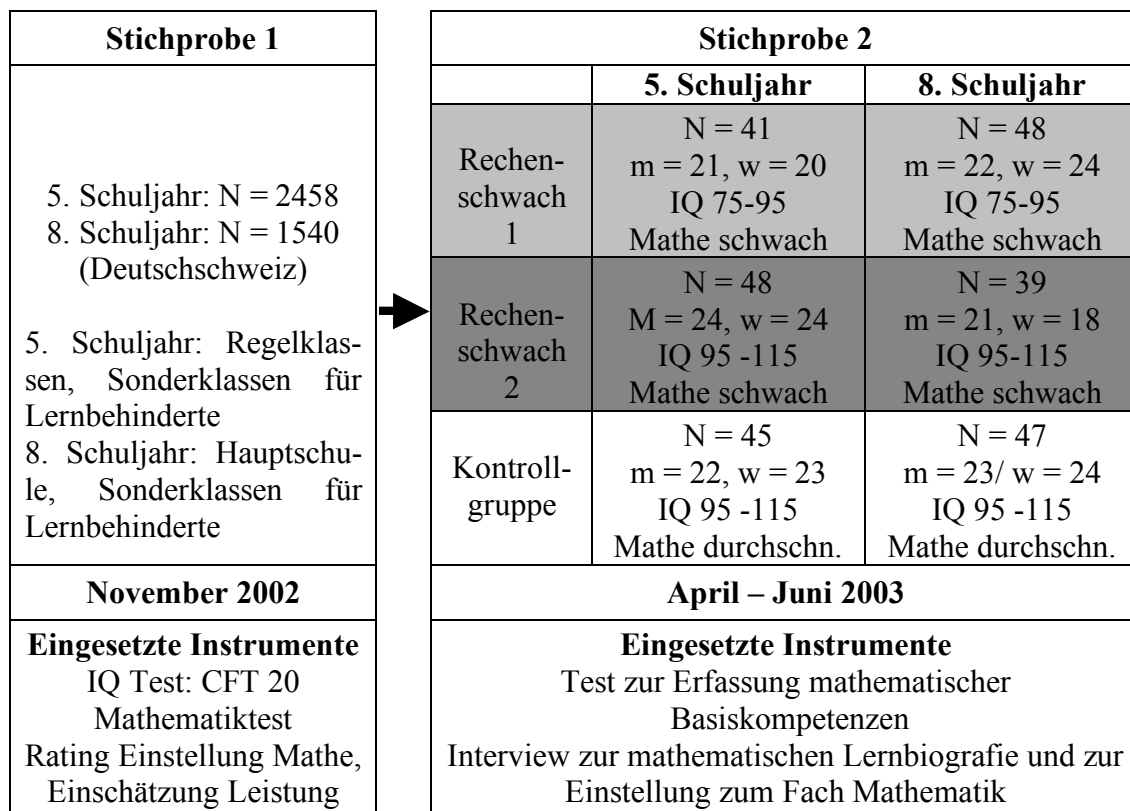 Stichprobe 1
5. Schuljahr: N = 2458
8. Schuljahr: N = 1540
(Deutschschweiz)
5. Schuljahr: Regelklas-
sen, Sonderklassen für
Lernbehinderte
8. Schuljahr: Hauptschu-
le, Sonderklassen für
Lernbehinderte
November 2002
Eingesetzte Instrumente
IQ Test: CFT 20
Mathematiktest
Rating Einstellung Mathe,
Einschätzung Leistung
Stichprobe 2
5. Schuljahr
8. Schuljahr
Rechen-
schwach
1
N = 41
m = 21, w = 20
IQ 75-95
Mathe schwach
N = 48
m = 22, w = 24
IQ 75-95
Mathe schwach
Rechen-
schwach
2
N = 48
M = 24, w = 24
IQ 95 -115
Mathe schwach
N = 39
m = 21, w = 18
IQ 95-115
Mathe schwach
Kontroll-
gruppe
N = 45
m = 22, w = 23
IQ 95 -115
Mathe durchschn.
N = 47
m = 23/ w = 24
IQ 95 -115
Mathe durchschn.
April – Juni 2003
Eingesetzte Instrumente
Test zur Erfassung mathematischer
Basiskompetenzen
Interview zur mathematischen Lernbiografie und zur
Einstellung zum Fach Mathematik